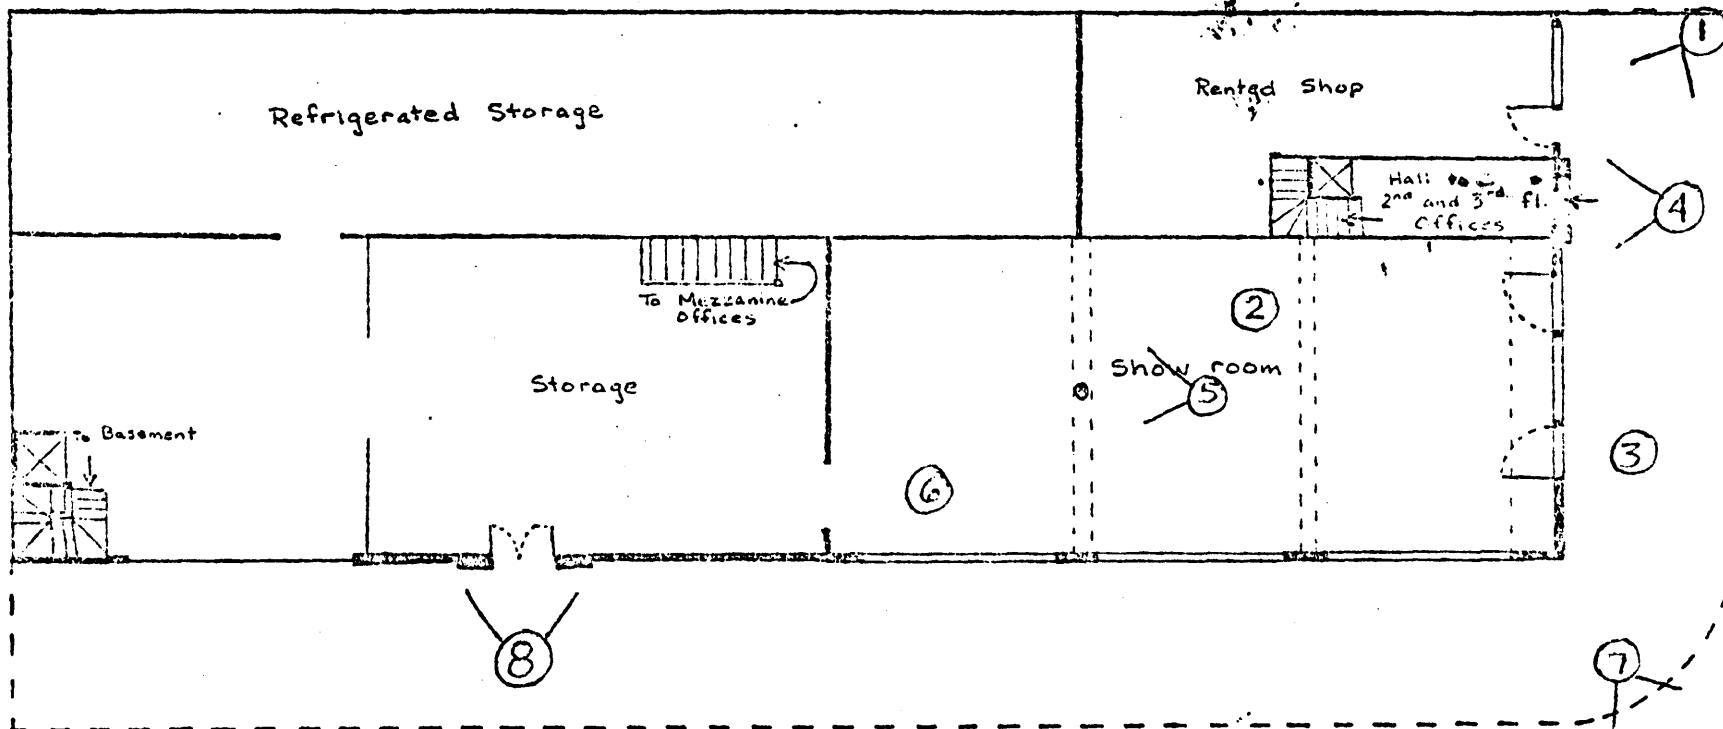 1
Rented Shop
Refrigerated Storage
Hall to
2nd and 3rd fl.
Offices
4
To Mezzanine
Offices
2
Show room
Storage
5
To Basement
3
6
8
7